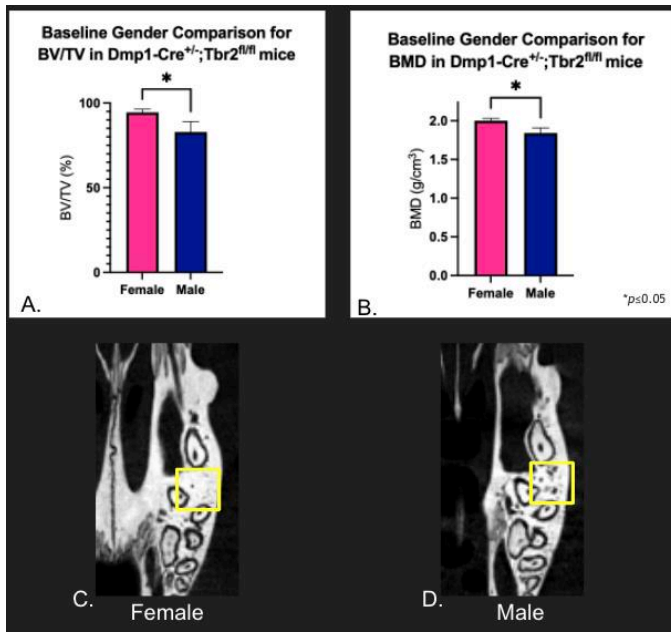 Baseline Gender Comparison for
BV/TV in Dmp1-Cre+/-;Tbr2fl/fl mice
*
100
50
0
BV/TV (%)
Female Male
A.
Baseline Gender Comparison for
BMD in Dmp1-Cre+/-;Tbr2fl/fl mice
*
2.0
1.5
1.0
0.5
0.0
BMD (g/cm³)
Female Male
*p≤0.05
B.
C.
Female
D.
Male